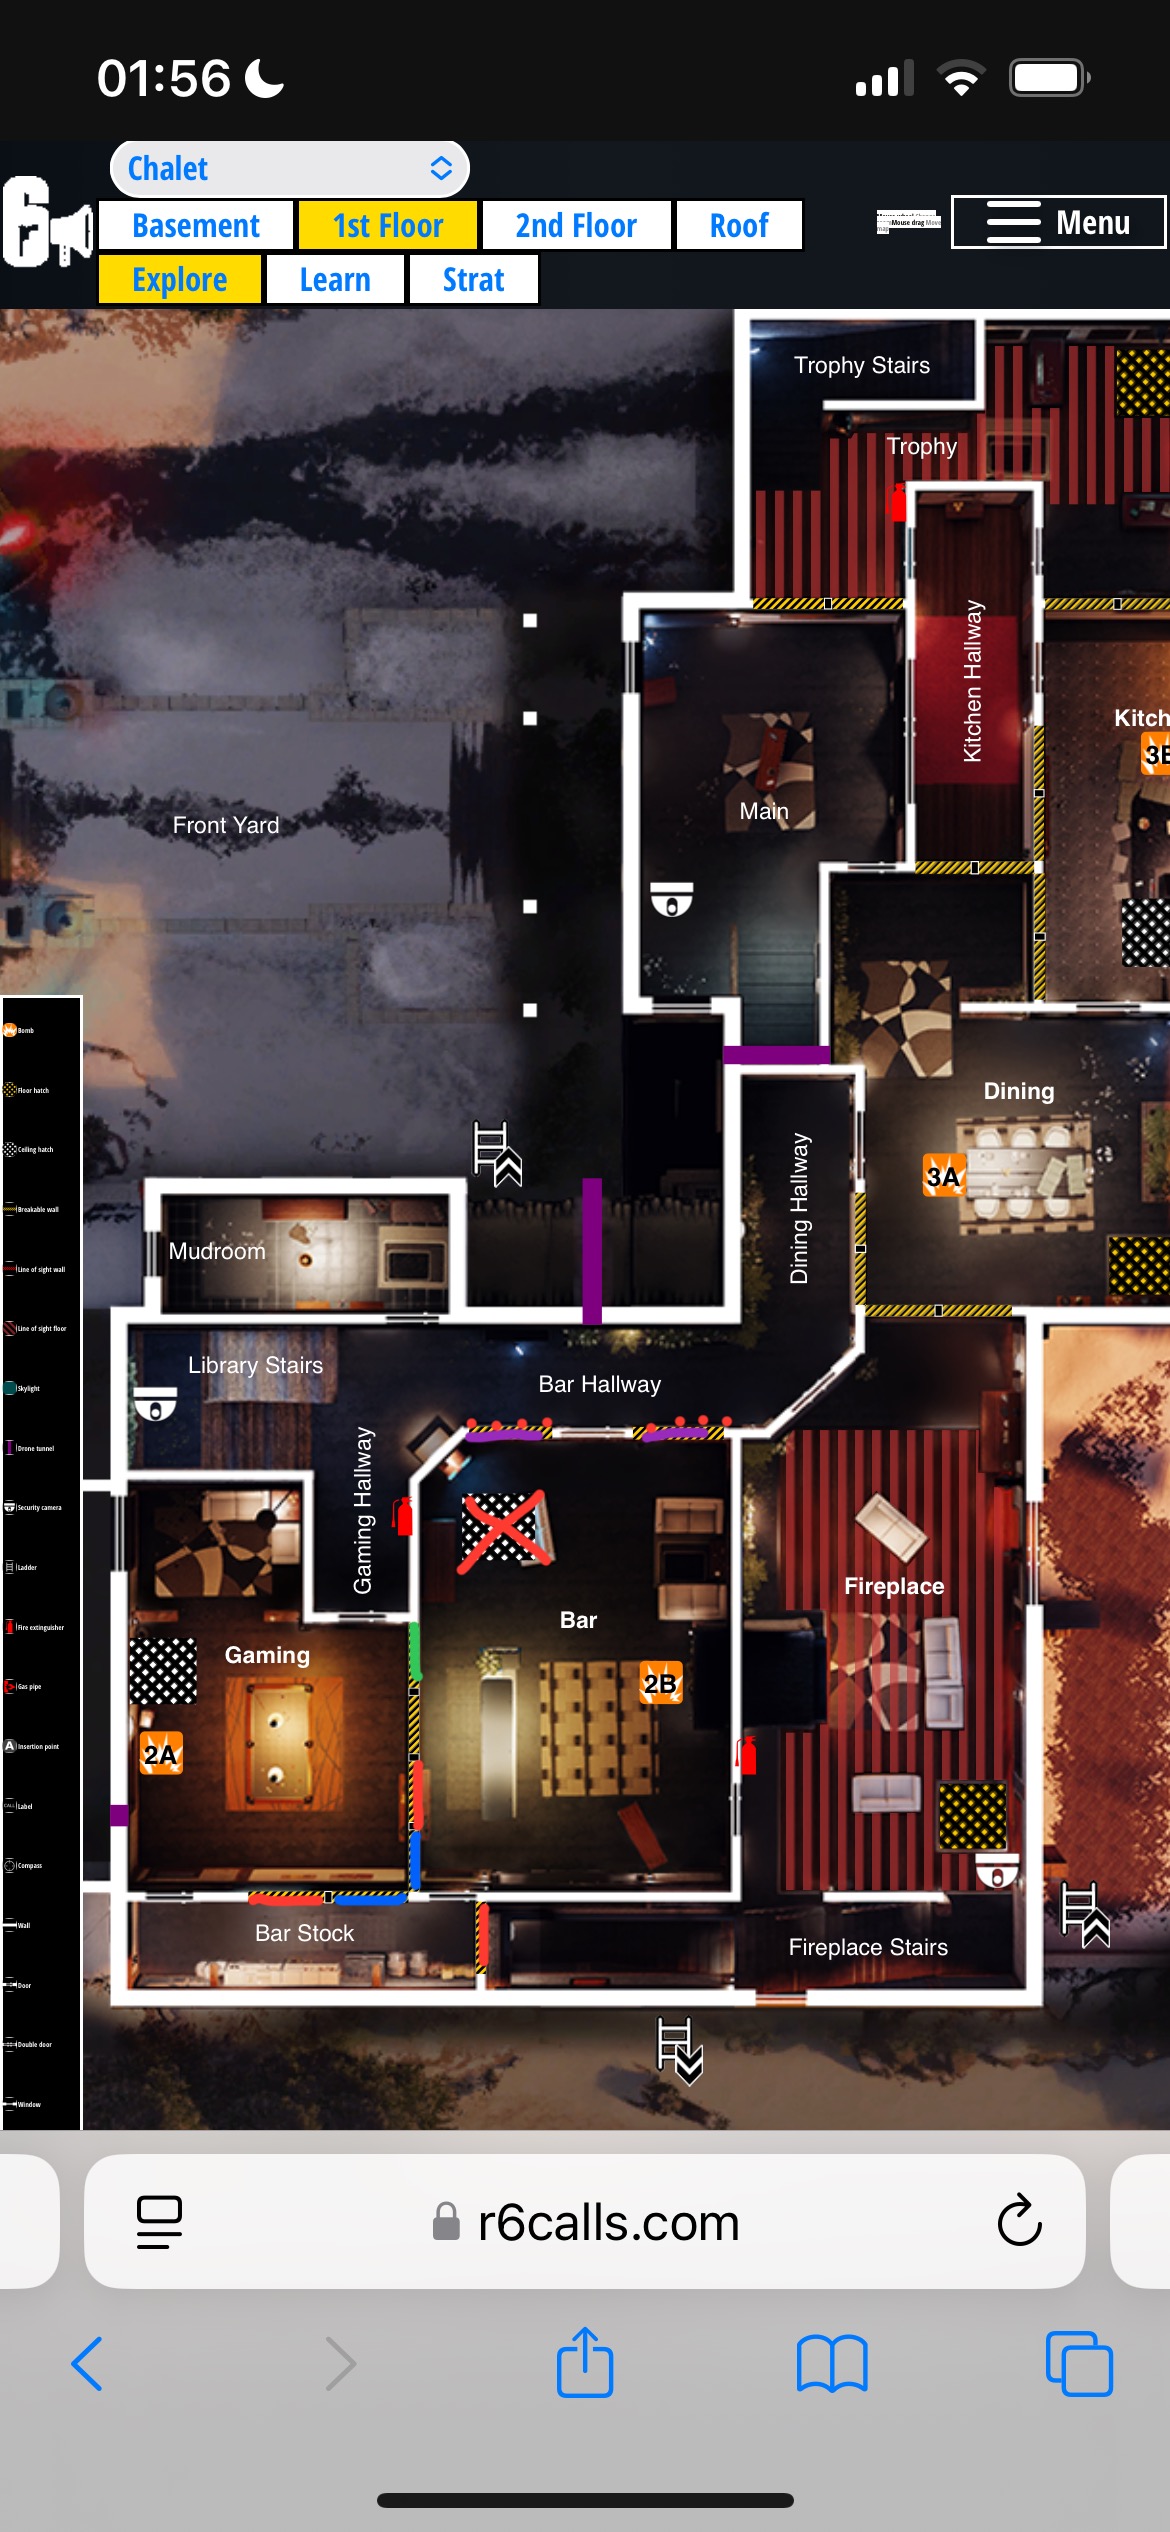 01:56
Chalet
Basement
1st Floor
2nd Floor
Roof
Menu
Explore
Learn
Strat
Trophy Stairs
Trophy
Kitchen Hallway
Kitch
3B
Main
Front Yard
Dining
3A
Dining Hallway
Mudroom
Library Stairs
Bar Hallway
Gaming Hallway
Fireplace
Bar
2B
Gaming
2A
Bar Stock
Fireplace Stairs
Bomb
Floor hatch
Ceiling hatch
Breakable wall
Line of sight wall
Line of sight floor
Skylight
Drone tunnel
Security camera
Ladder
Fire extinguisher
Gas pipe
A Insertion point
Label
Compass
Wall
Door
Double door
Window
r6calls.com